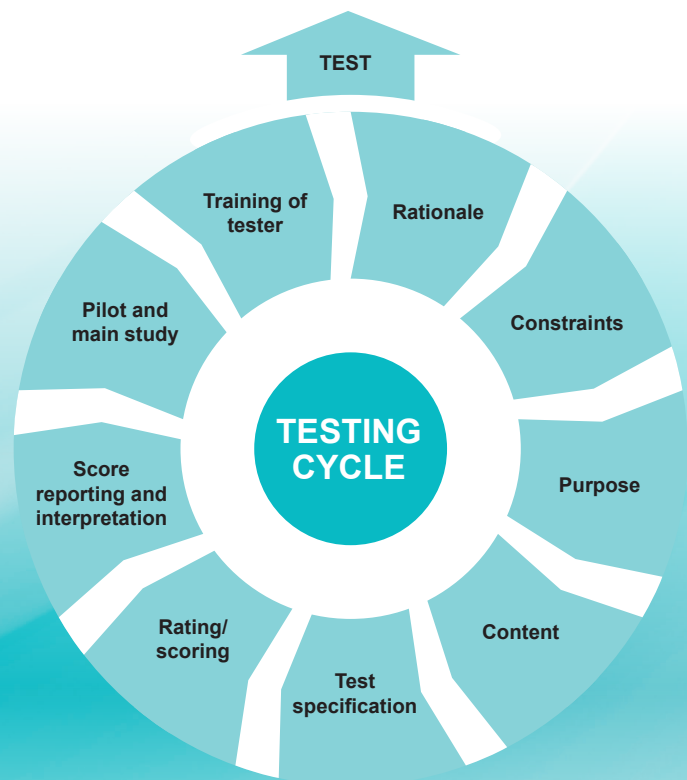 TEST
Rationale
Constraints
Purpose
Content
Test
specification
Rating/
scoring
Score
reporting and
interpretation
Pilot and
main study
Training of
tester
TESTING
CYCLE